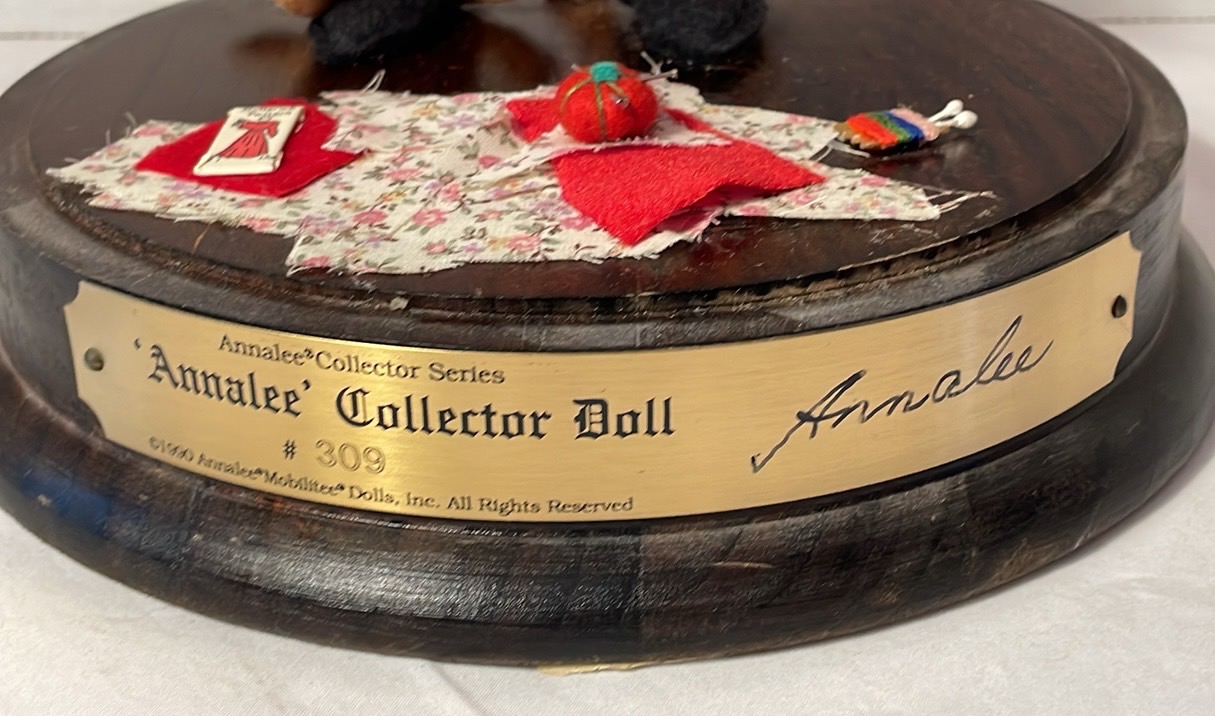 Annalee® Collector Series
'Annalee' Collector Doll
# 309
©1990 Annalee® Mobilitee® Dolls, Inc. All Rights Reserved
Annalee